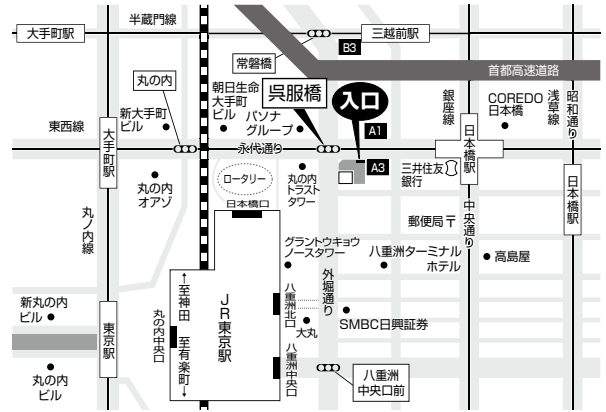 半蔵門線
大手町駅
三越前駅
B3
常盤橋
首都高速道路
丸の内
朝日生命
大手町
ビル
呉服橋
入口
銀座線
COREDO
日本橋
浅草線
昭和通り
新大手町
ビル
パソナ
グループ
A1
東西線
大手町駅
永代通り
日本橋駅
A3
三井住友
銀行
丸の内
オアゾ
ロータリー
丸の内
トラスト
タワー
日本橋口
日本橋駅
丸ノ内線
郵便局〒
中央通り
グラントウキョウ
ノースタワー
外堀通り
八重洲ターミナル
ホテル
高島屋
新丸の内
ビル
東京駅
丸の内中央口
←至神田 至有楽町→
JR東京駅
八重洲北口
大丸
SMBC日興証券
八重洲中央口
丸の内
ビル
八重洲
中央口前